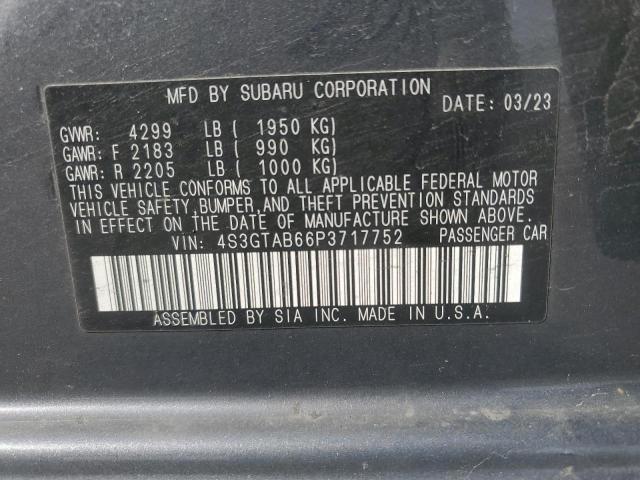 MFD BY SUBARU CORPORATION
DATE: 03/23
GVWR: 4299 LB ( 1950 KG)
GAWR: F 2183 LB ( 990 KG)
GAWR: R 2205 LB ( 1000 KG)
THIS VEHICLE CONFORMS TO ALL APPLICABLE FEDERAL MOTOR
VEHICLE SAFETY,BUMPER,AND THEFT PREVENTION STANDARDS
IN EFFECT ON THE DATE OF MANUFACTURE SHOWN ABOVE.
VIN: 4S3GTAB66P3717752 PASSENGER CAR
ASSEMBLED BY SIA INC. MADE IN U.S.A.